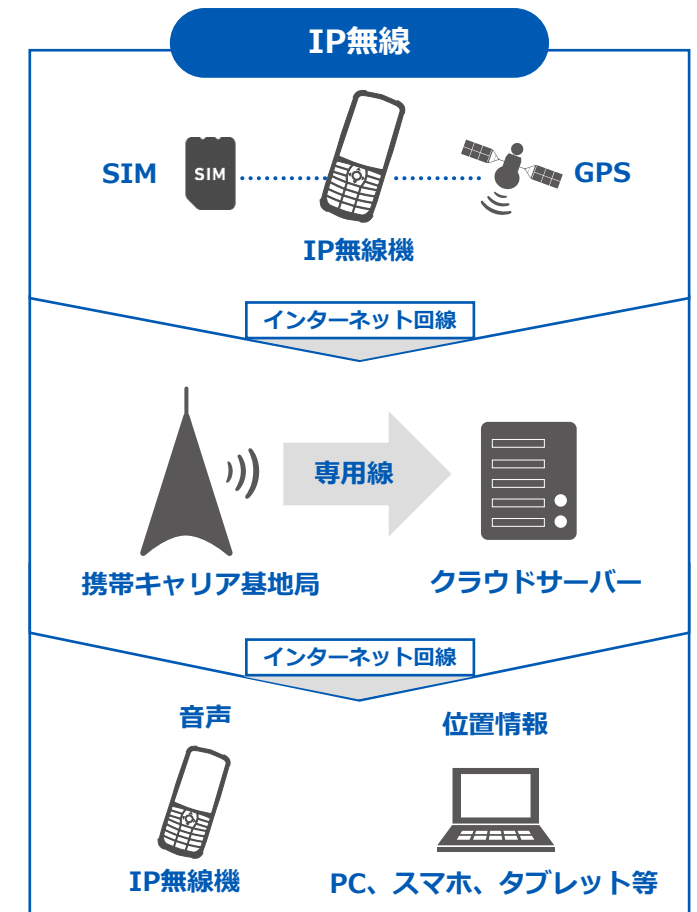 IP無線
SIM
SIM
GPS
IP無線機
インターネット回線
専用線
携帯キャリア基地局
クラウドサーバー
インターネット回線
音声
位置情報
IP無線機
PC、スマホ、タブレット等